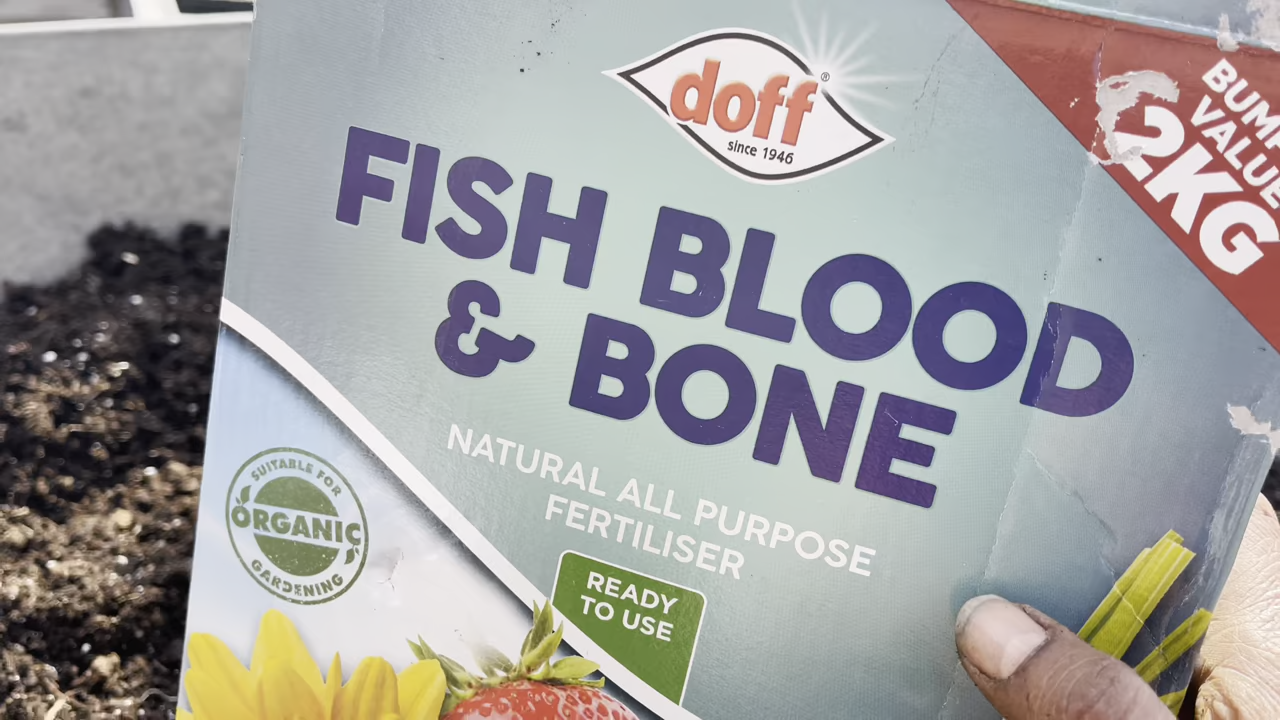 doff®
since 1946
VALUE
2KG
FISH BLOOD
& BONE
NATURAL ALL PURPOSE
FERTILISER
READY
TO USE
SUITABLE FOR
ORGANIC
GARDENING